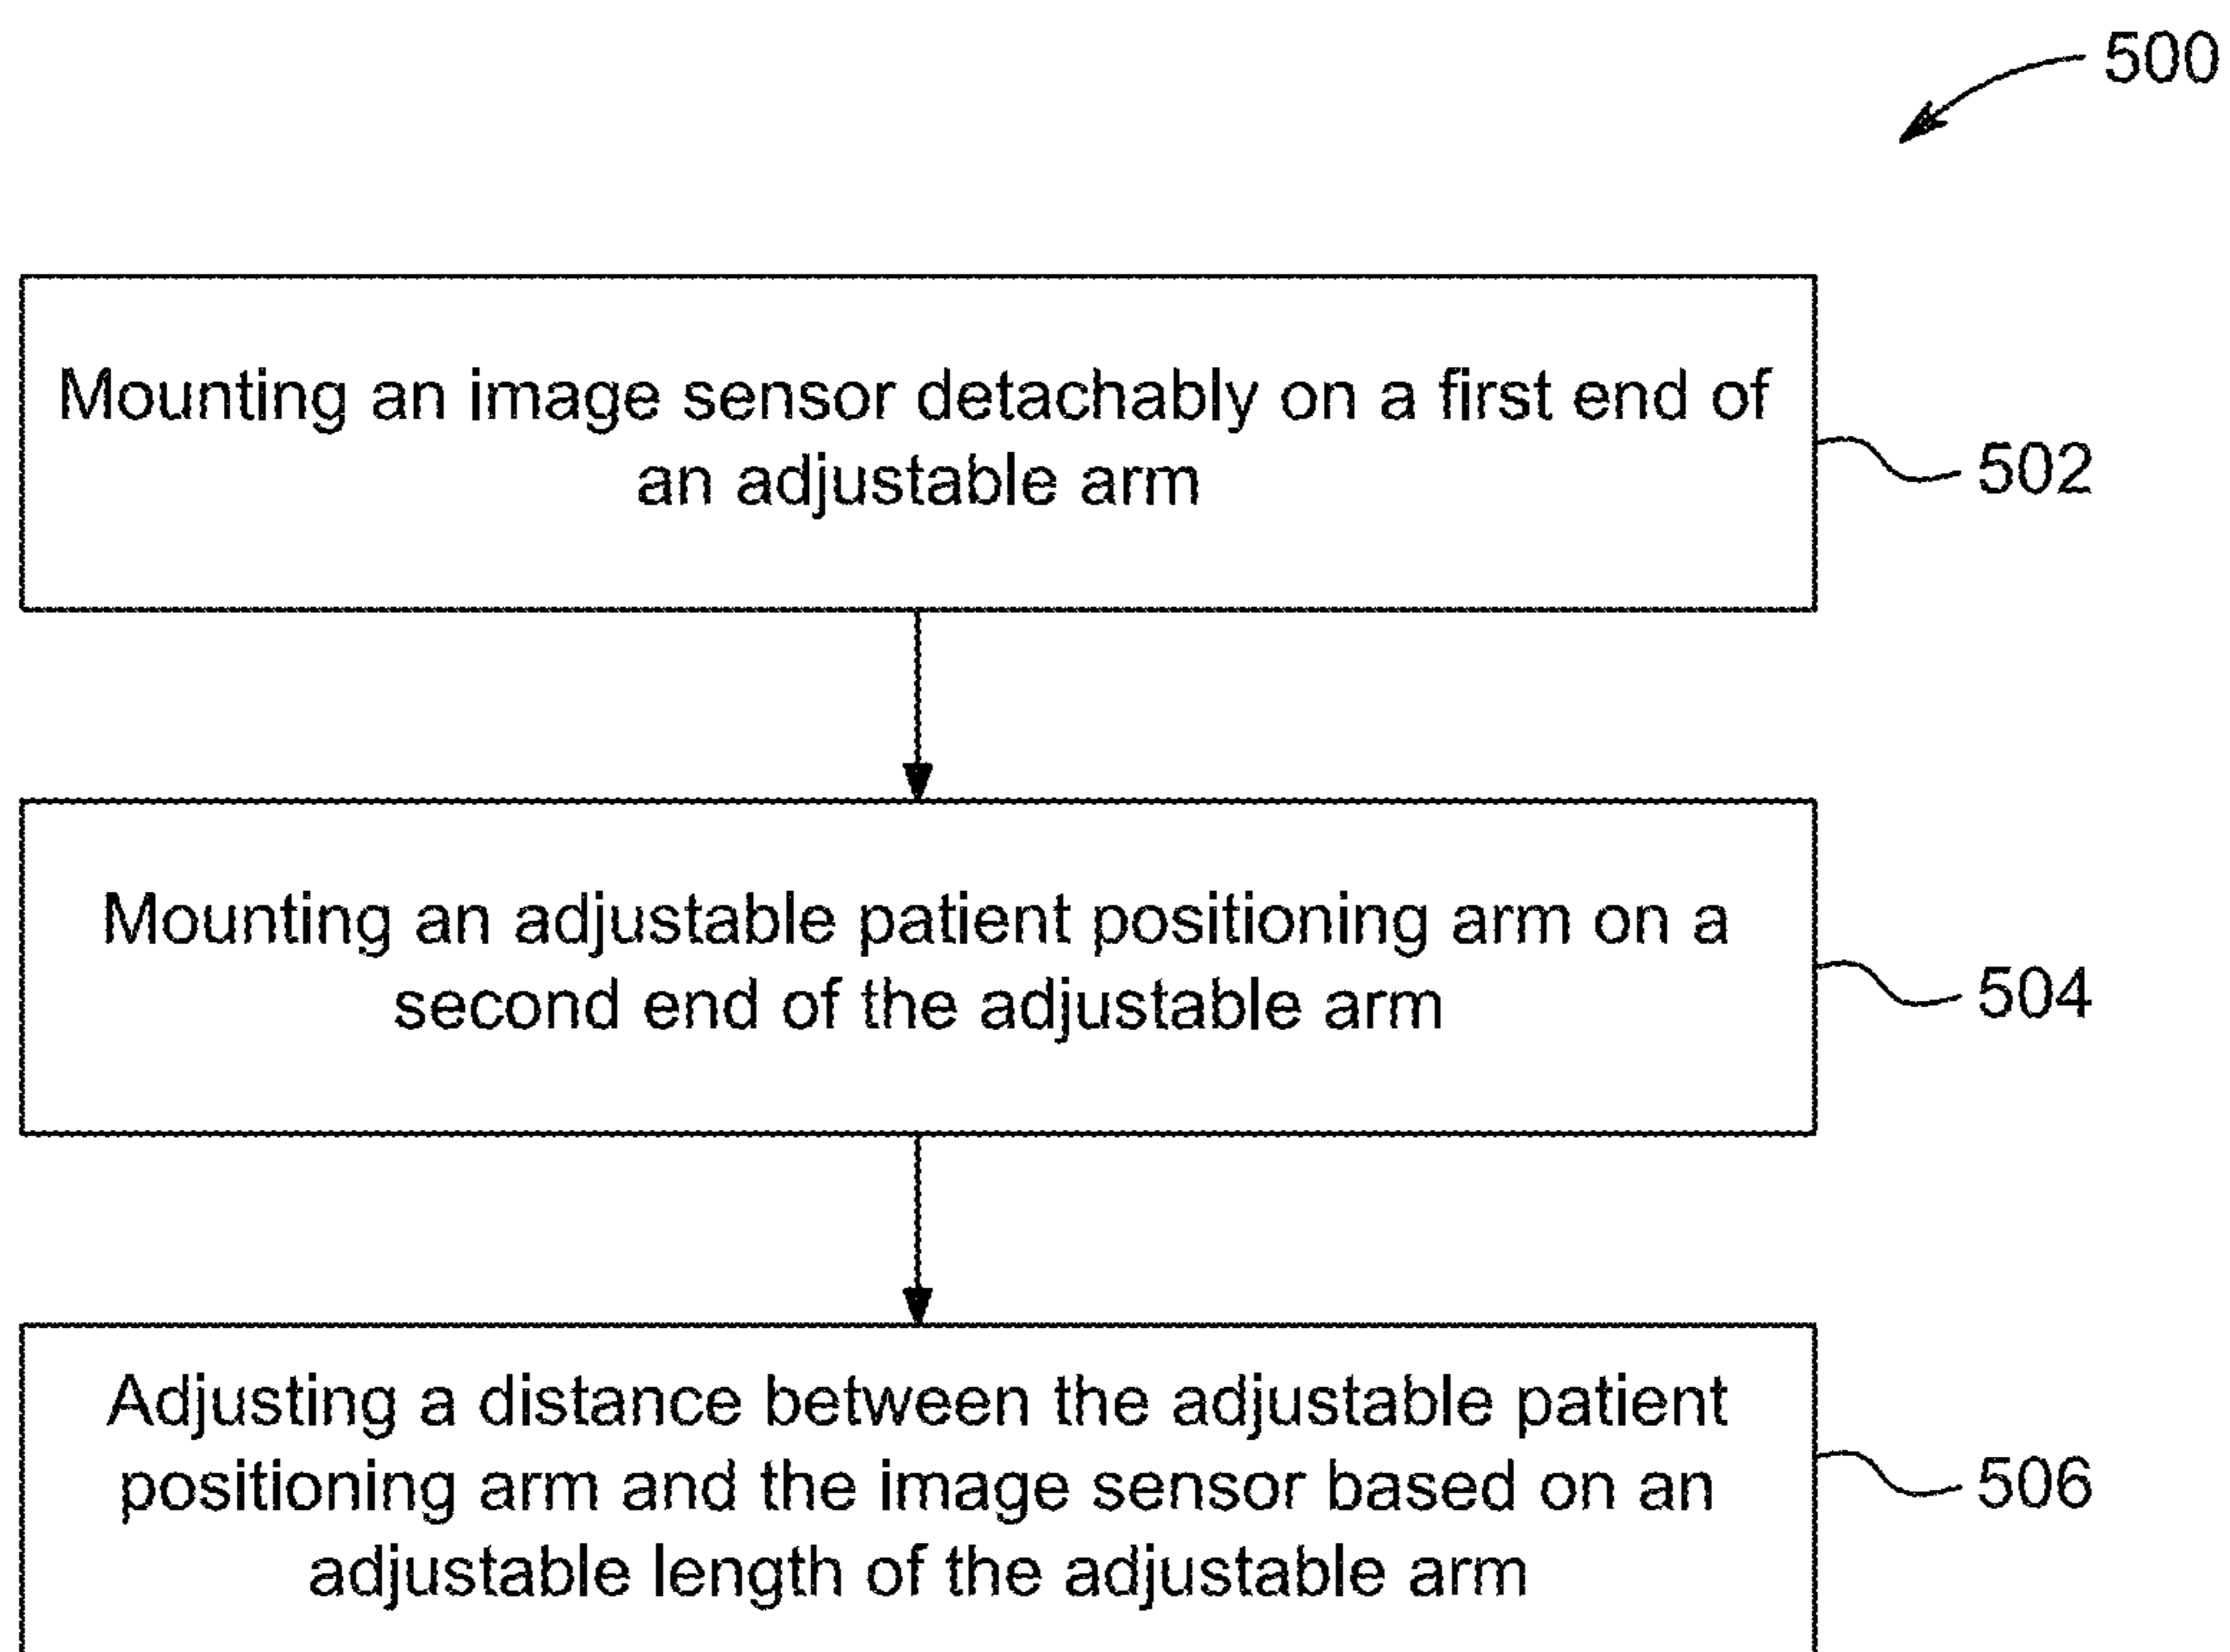 500
Mounting an image sensor detachably on a first end of
an adjustable arm
502
Mounting an adjustable patient positioning arm on a
second end of the adjustable arm
504
Adjusting a distance between the adjustable patient
positioning arm and the image sensor based on an
adjustable length of the adjustable arm
506